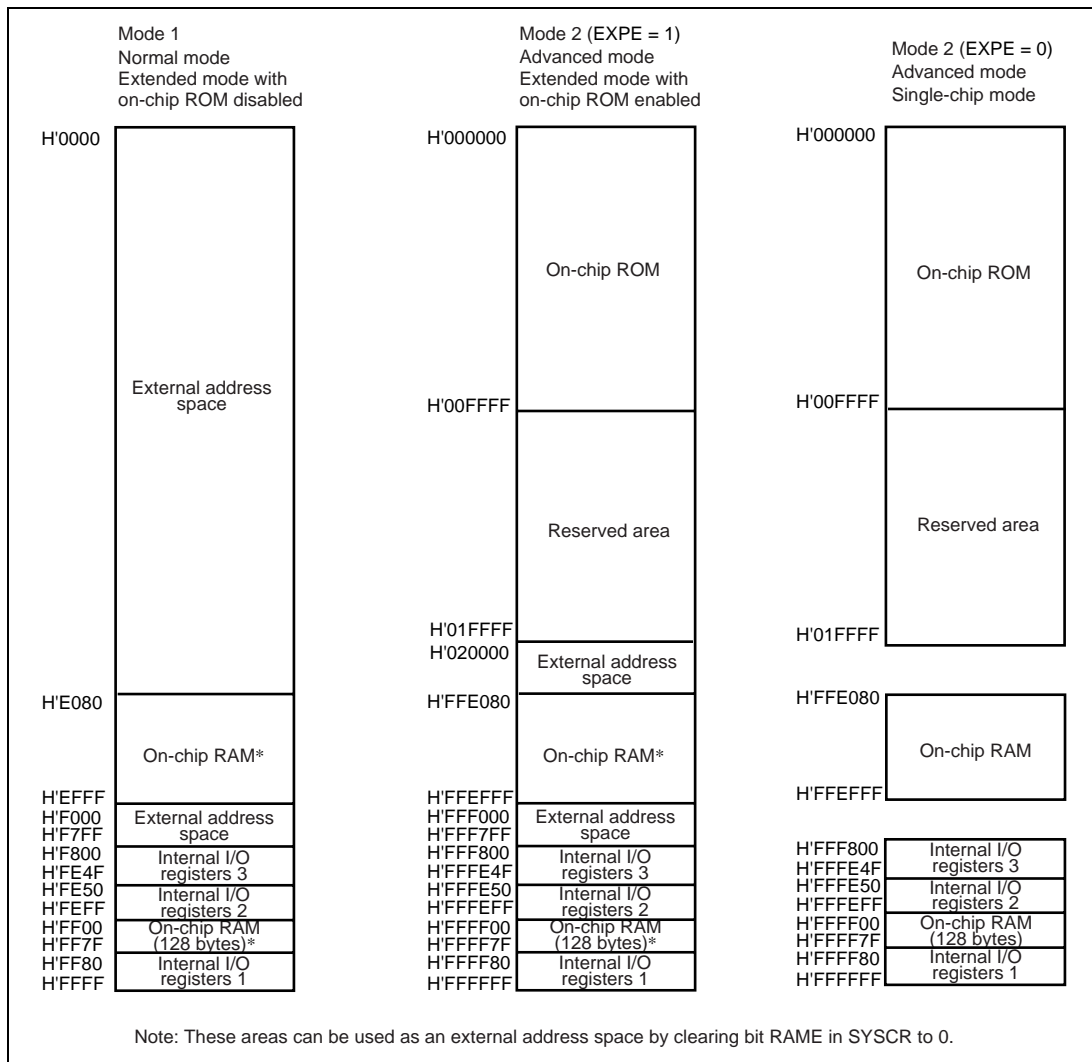 Mode 1
Normal mode
Extended mode with
on-chip ROM disabled
H'0000
External address
space
H'E080
On-chip RAM*
H'EFFF
H'F000
External address
space
H'F7FF
H'F800
Internal I/O
registers 3
H'FE4F
H'FE50
Internal I/O
registers 2
H'FEFF
H'FF00
On-chip RAM
(128 bytes)*
H'FF7F
H'FF80
Internal I/O
registers 1
H'FFFF
Mode 2 (EXPE = 1)
Advanced mode
Extended mode with
on-chip ROM enabled
H'000000
On-chip ROM
H'00FFFF
Reserved area
H'01FFFF
H'020000
External address
space
H'FFE080
On-chip RAM*
H'FFEFFF
H'FFF000
External address
space
H'FFF7FF
H'FFF800
Internal I/O
registers 3
H'FFFE4F
H'FFFE50
Internal I/O
registers 2
H'FFFEFF
H'FFFF00
On-chip RAM
(128 bytes)*
H'FFFF7F
H'FFFF80
Internal I/O
registers 1
H'FFFFFF
Mode 2 (EXPE = 0)
Advanced mode
Single-chip mode
H'000000
On-chip ROM
H'00FFFF
Reserved area
H'01FFFF
H'FFE080
On-chip RAM
H'FFEFFF
H'FFF800
Internal I/O
registers 3
H'FFFE4F
H'FFFE50
Internal I/O
registers 2
H'FFFEFF
H'FFFF00
On-chip RAM
(128 bytes)
H'FFFF7F
H'FFFF80
Internal I/O
registers 1
H'FFFFFF
Note: These areas can be used as an external address space by clearing bit RAME in SYSCR to 0.